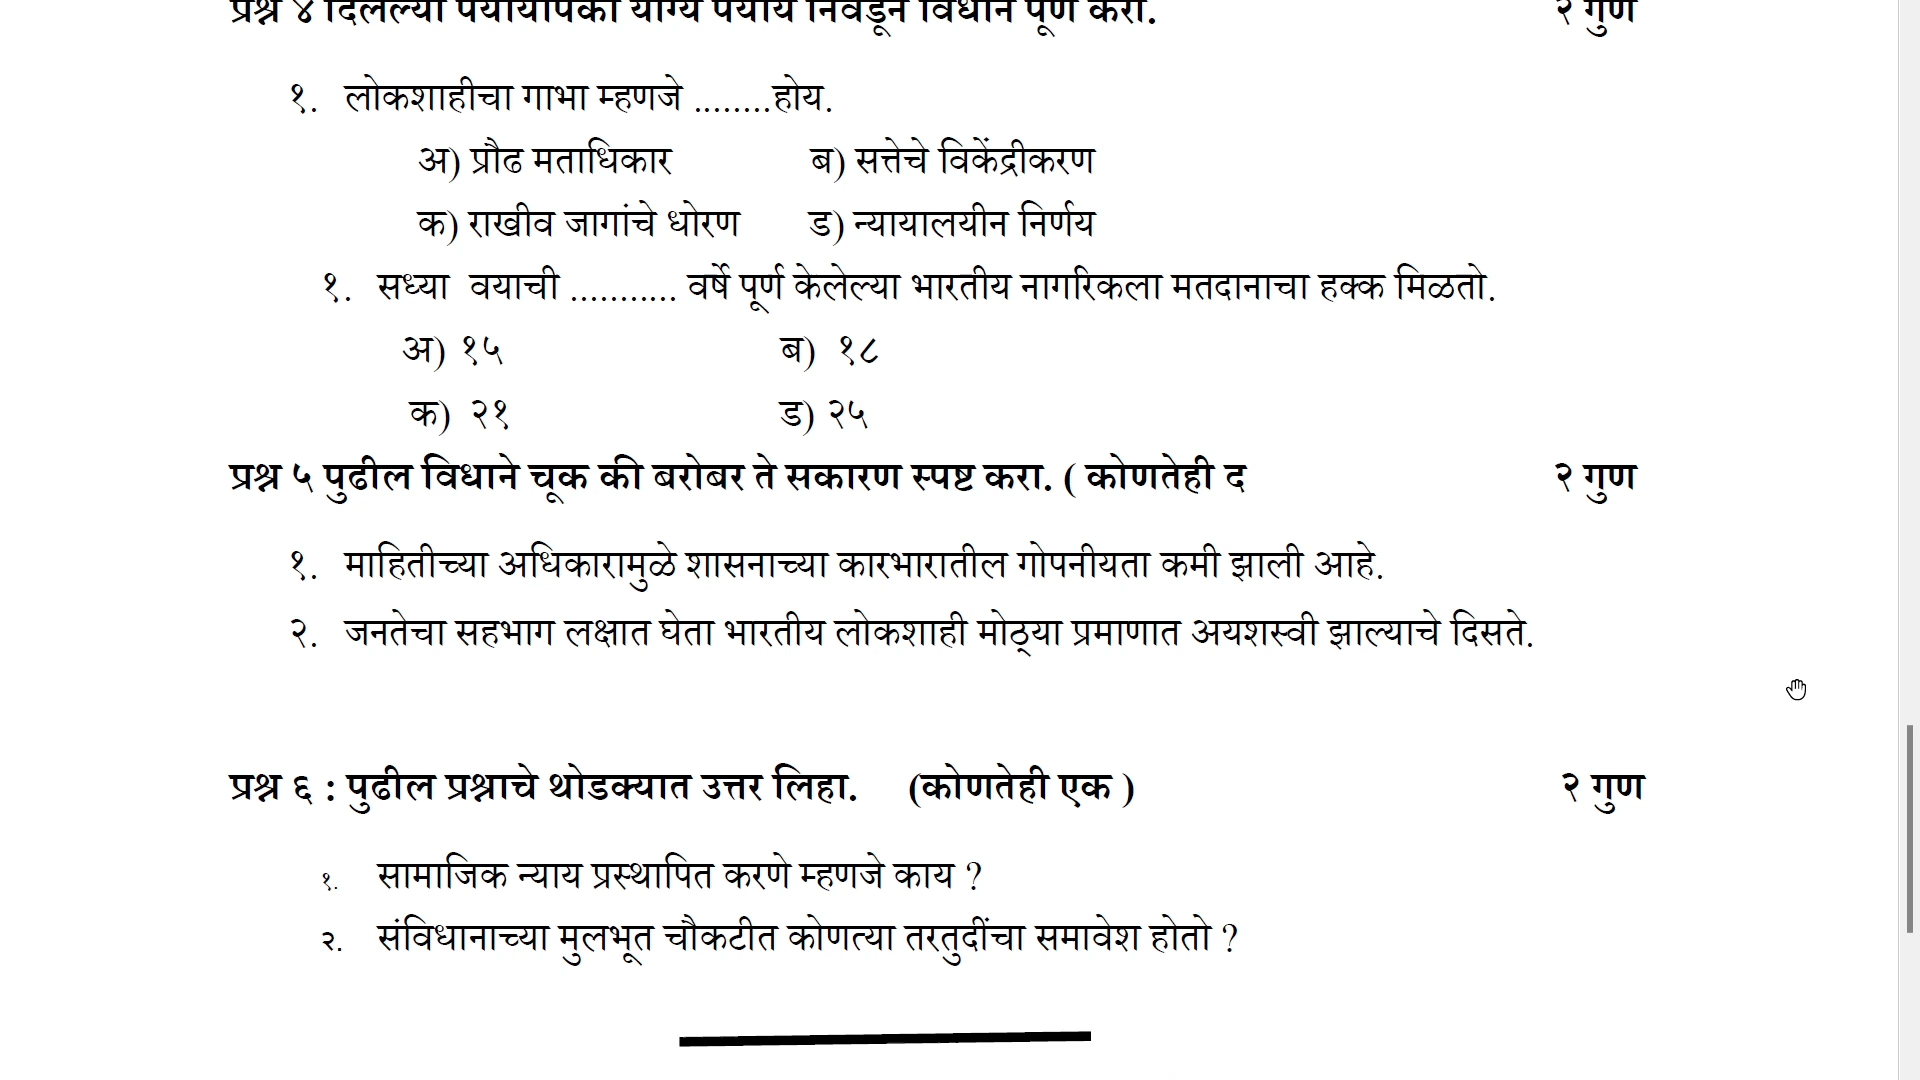 प्रश्न ४ दिलेल्या पर्यायांपैकी योग्य पर्याय निवडून विधान पूर्ण करा. २ गुण
१. लोकशाहीचा गाभा म्हणजे ........होय.
अ) प्रौढ मताधिकार ब) सत्तेचे विकेंद्रीकरण
क) राखीव जागांचे धोरण ड) न्यायालयीन निर्णय
१. सध्या वयाची ........... वर्षे पूर्ण केलेल्या भारतीय नागरिकला मतदानाचा हक्क मिळतो.
अ) १५ ब) १८
क) २१ ड) २५
प्रश्न ५ पुढील विधाने चूक की बरोबर ते सकारण स्पष्ट करा. ( कोणतेही द २ गुण
१. माहितीच्या अधिकारामुळे शासनाच्या कारभारातील गोपनीयता कमी झाली आहे.
२. जनतेचा सहभाग लक्षात घेता भारतीय लोकशाही मोठ्या प्रमाणात अयशस्वी झाल्याचे दिसते.
प्रश्न ६ : पुढील प्रश्नाचे थोडक्यात उत्तर लिहा. (कोणतेही एक ) २ गुण
१. सामाजिक न्याय प्रस्थापित करणे म्हणजे काय ?
२. संविधानाच्या मुलभूत चौकटीत कोणत्या तरतुदींचा समावेश होतो ?